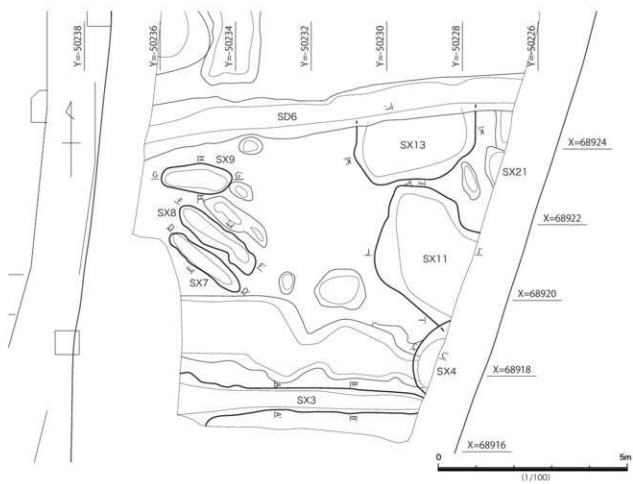 Y=-50238
Y=-50236
Y=-50234
Y=-50232
Y=-50230
Y=-50228
Y=-50226
SD6
SX13
X=68924
SX9
SX21
H
G
G'
SX8
F
X=68922
D
E
F'
SX11
SX7
D'
X=68920
SX4
X=68918
SX3
A
B
A'
B'
X=68916
0
5m
(1/100)